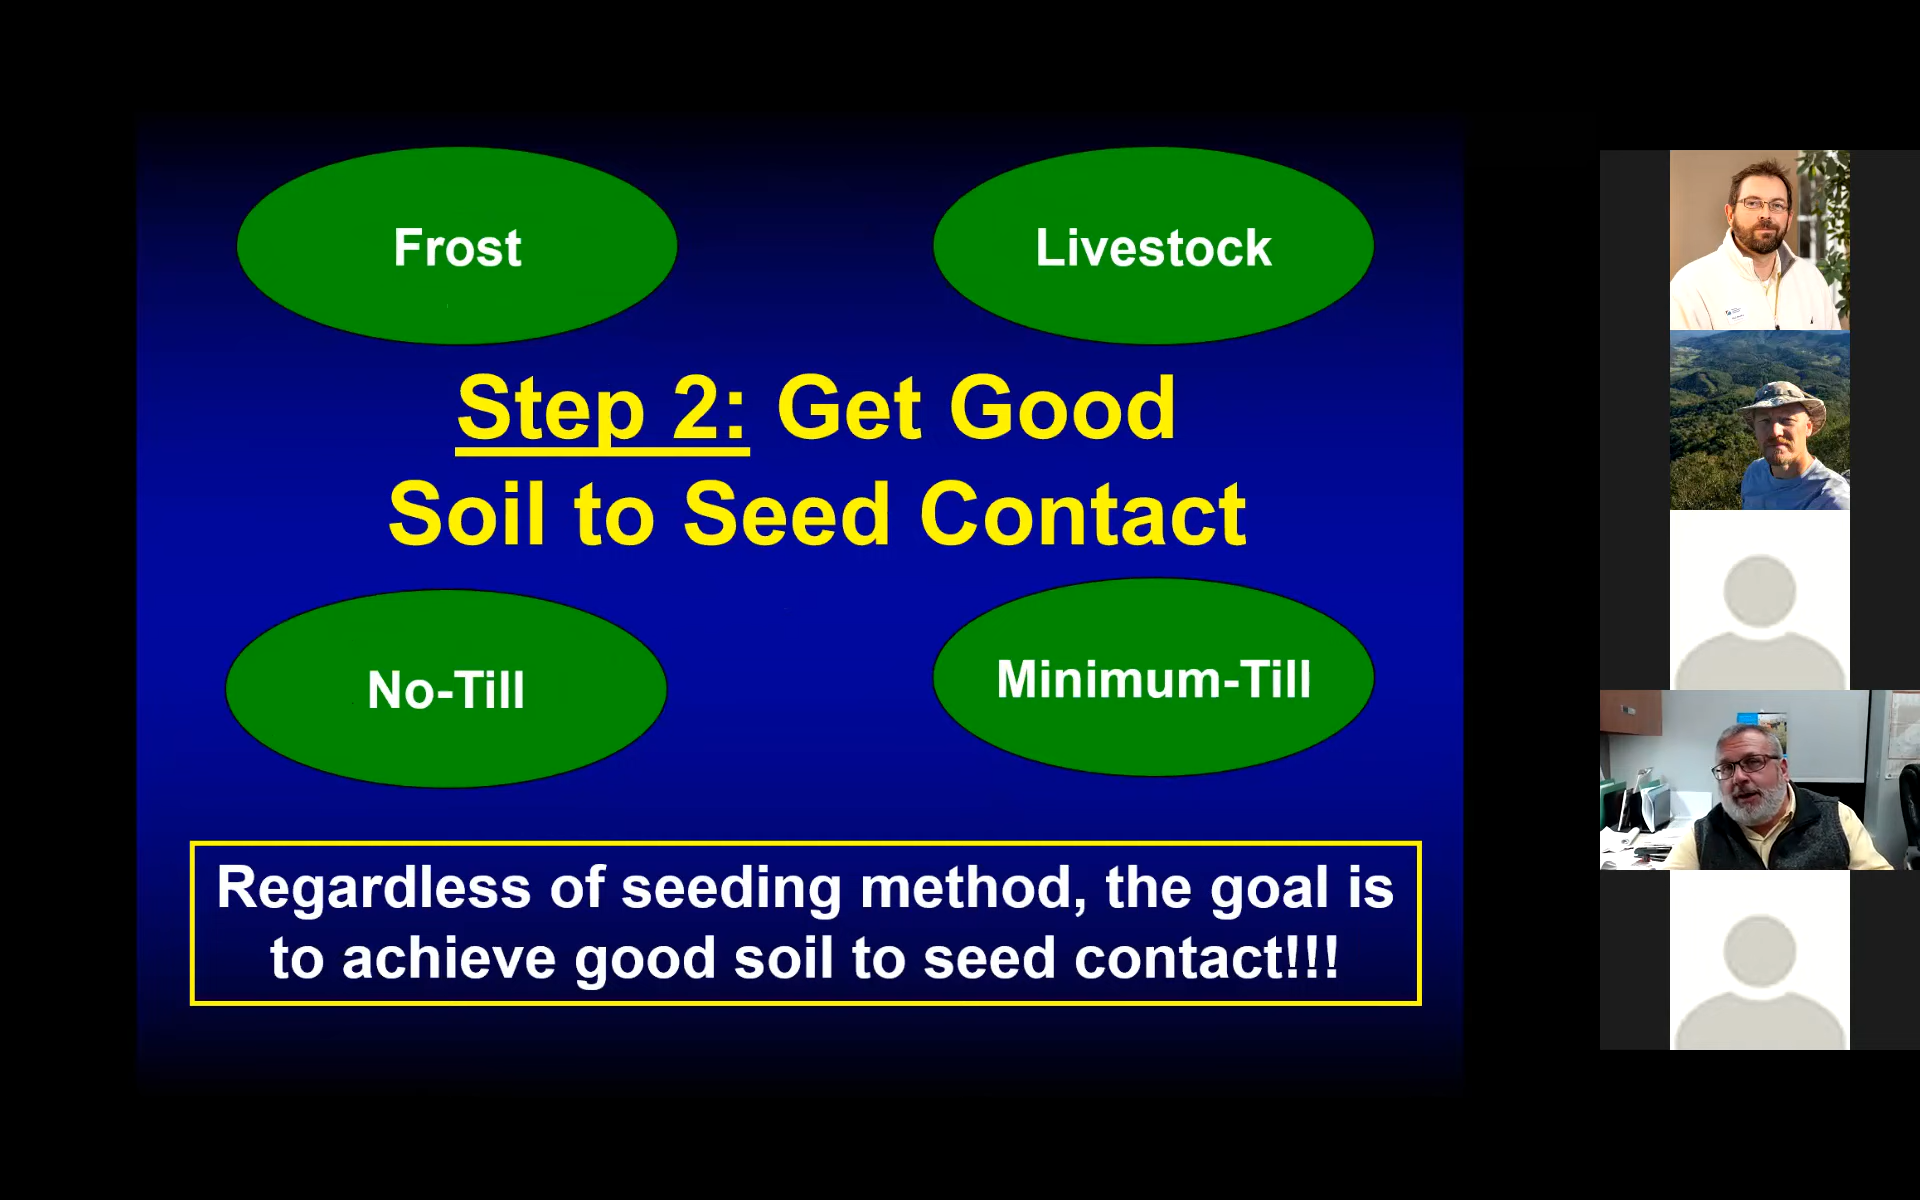 Frost
Livestock
Step 2: Get Good
Soil to Seed Contact
No-Till
Minimum-Till
Regardless of seeding method, the goal is
to achieve good soil to seed contact!!!